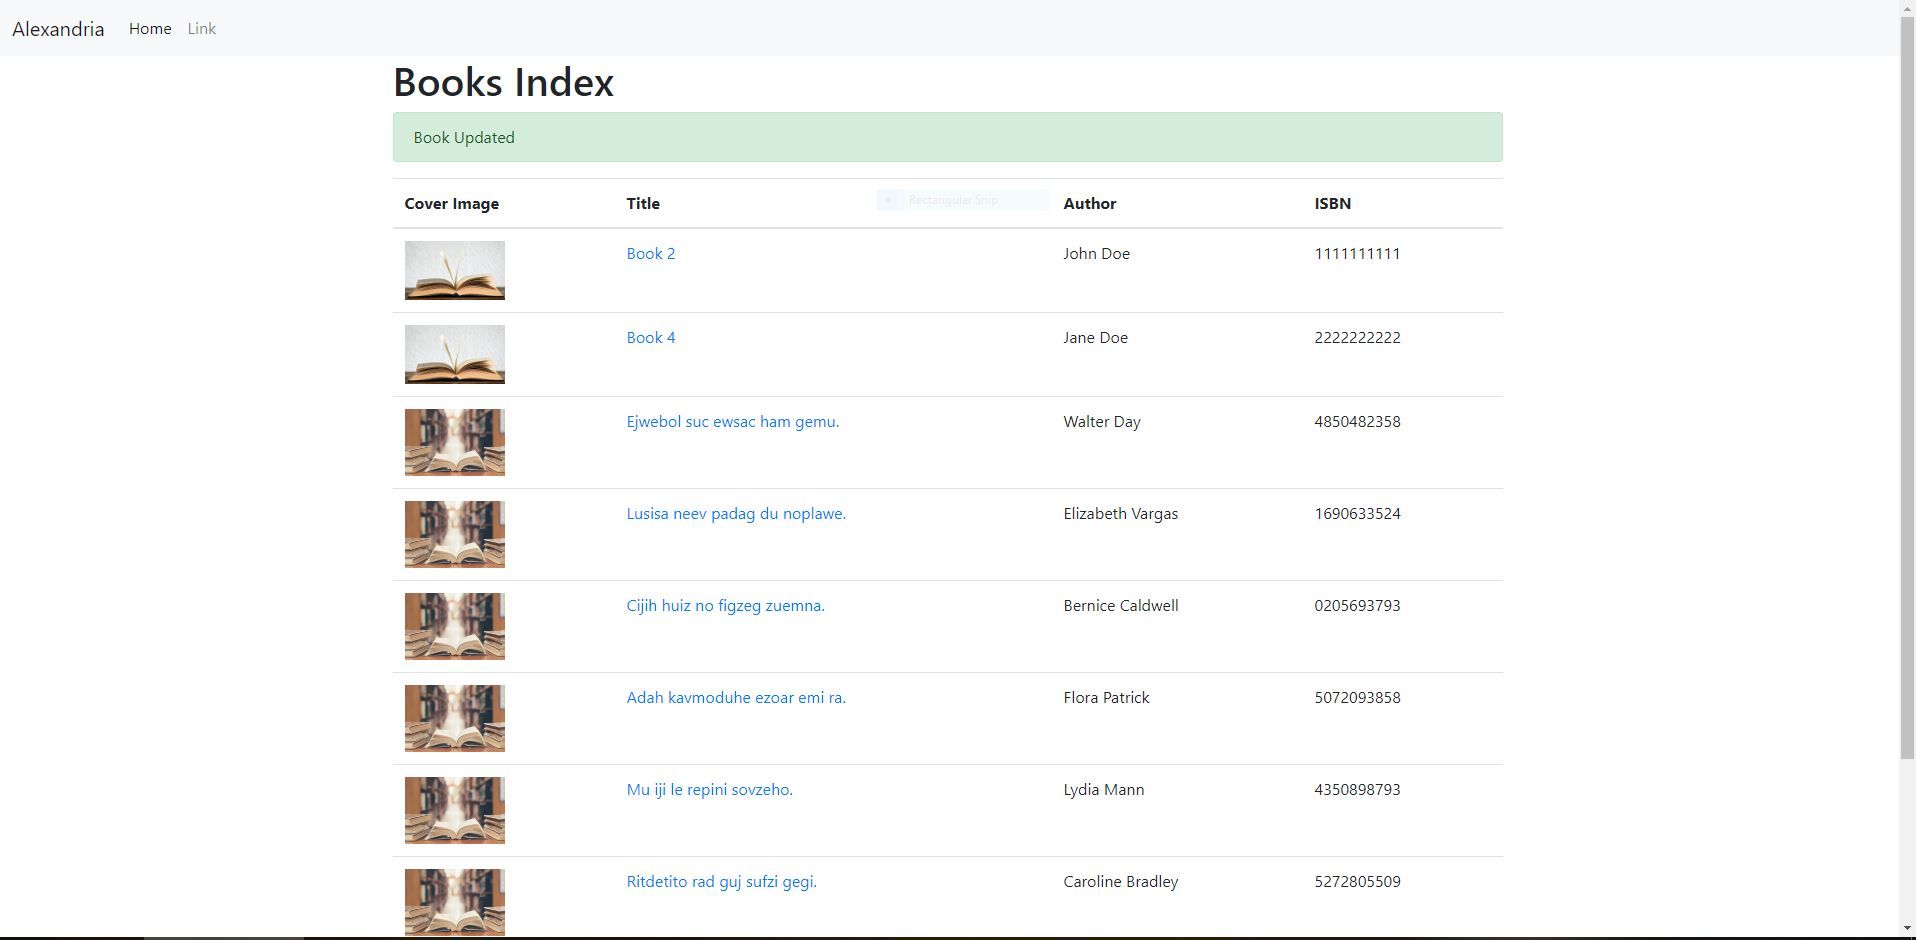 Alexandria Home Link
Books Index
Book Updated
Rectangular Snip
Cover Image Title Author ISBN
Book 2 John Doe 1111111111
Book 4 Jane Doe 2222222222
Ejwebol suc ewsac ham gemu. Walter Day 4850482358
Lusisa neev padag du noplawe. Elizabeth Vargas 1690633524
Cijih huiz no figzeg zuemna. Bernice Caldwell 0205693793
Adah kavmoduhe ezoar emi ra. Flora Patrick 5072093858
Mu iji le repini sovzeho. Lydia Mann 4350898793
Ritdetito rad guj sufzi gegi. Caroline Bradley 5272805509